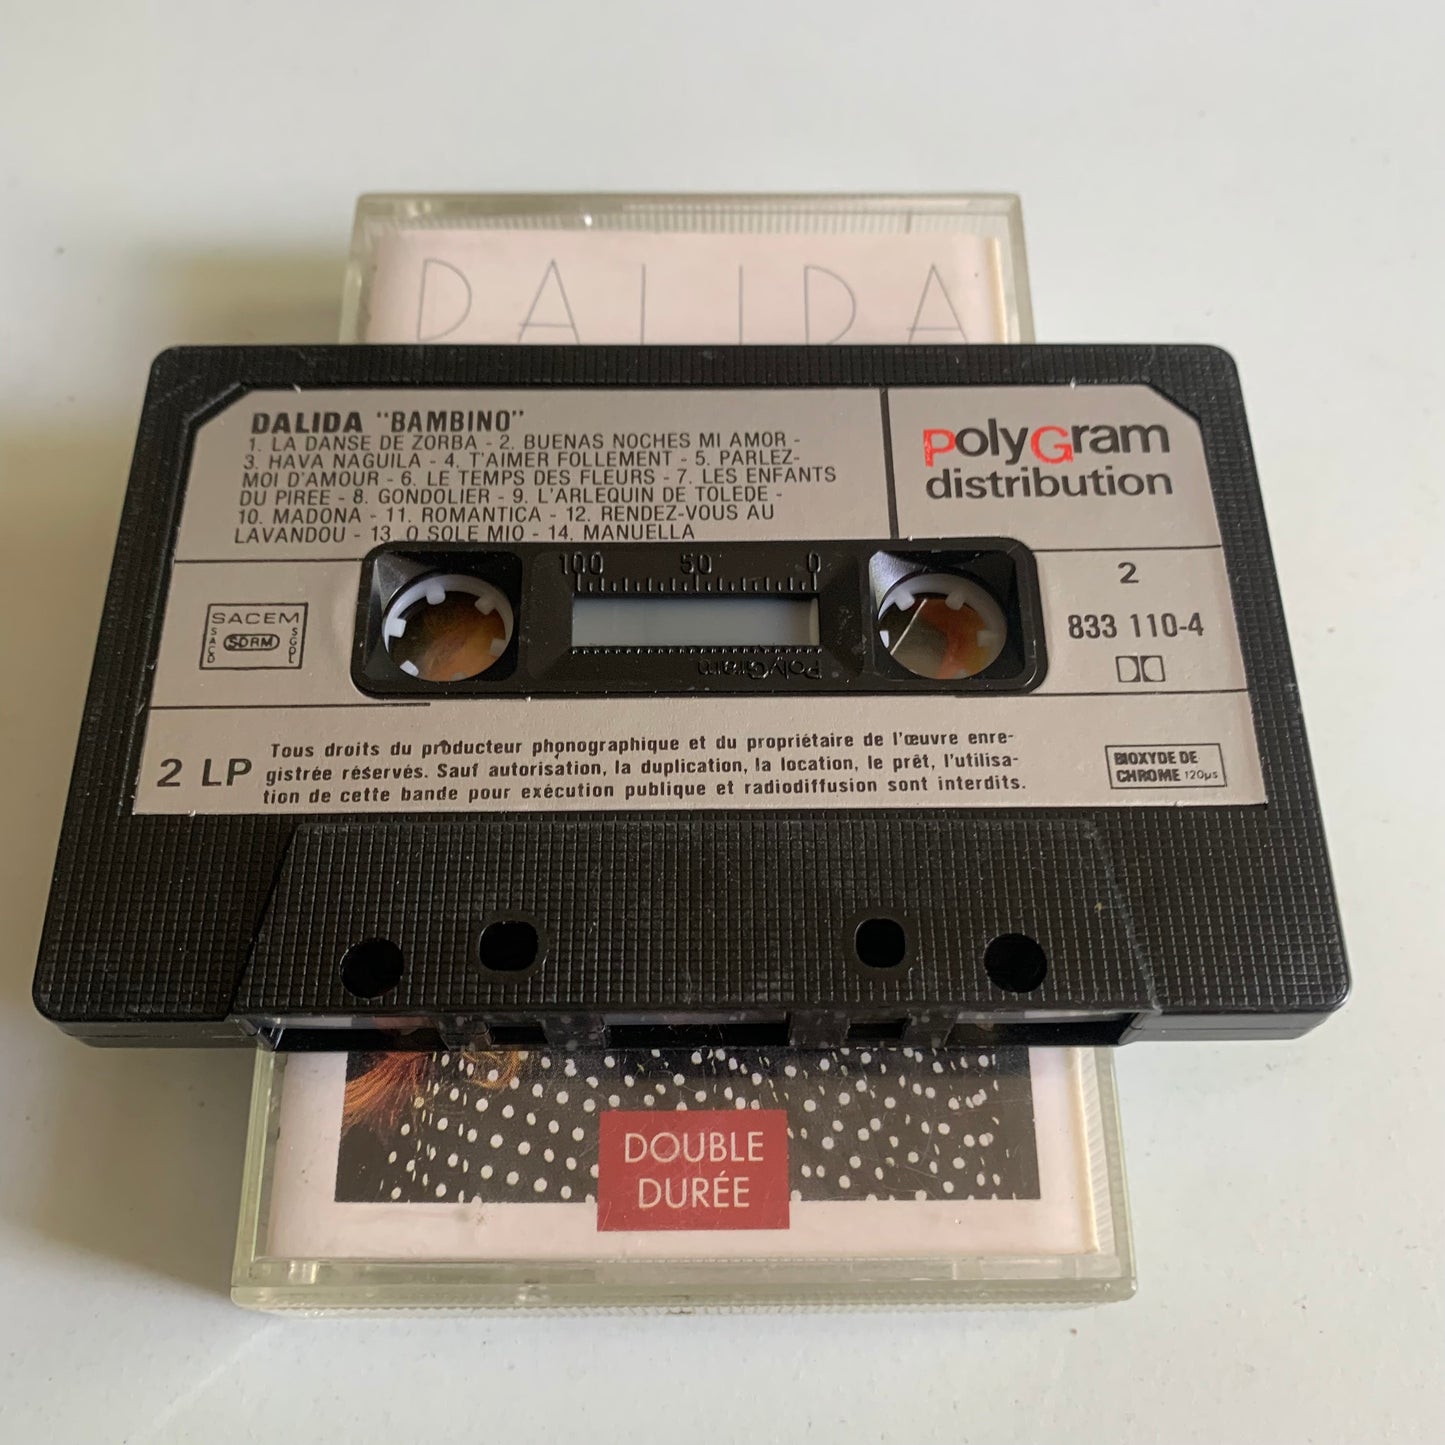 DALIDA
DALIDA "BAMBINO"
1. LA DANSE DE ZORBA - 2. BUENAS NOCHES MI AMOR -
3. HAVA NAGUILA - 4. T'AIMER FOLLEMENT - 5. PARLEZ-
MOI D'AMOUR - 6. LE TEMPS DES FLEURS - 7. LES ENFANTS
DU PIREE - 8. GONDOLIER - 9. L'ARLEQUIN DE TOLEDE -
10. MADONA - 11. ROMANTICA - 12. RENDEZ-VOUS AU
LAVANDOU - 13. O SOLE MIO - 14. MANUELLA
PolyGram
distribution
100 50 0
PolyGram
SACEM
SACD
SDRM
SGDL
2
833 110-4
2 LP
Tous droits du producteur phonographique et du propriétaire de l'œuvre enre-
gistrée réservés. Sauf autorisation, la duplication, la location, le prêt, l'utilisa-
tion de cette bande pour exécution publique et radiodiffusion sont interdits.
BIOXYDE DE
CHROME 120µs
DOUBLE
DURÉE